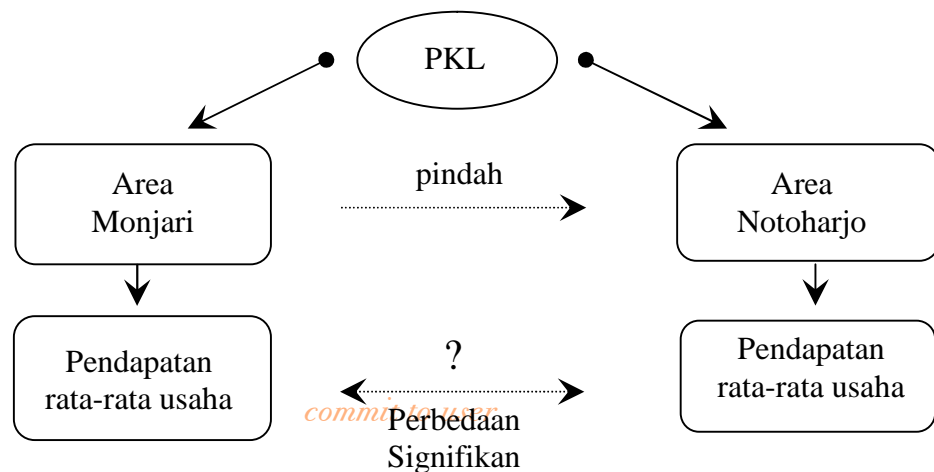 PKL
Area
Monjari
pindah
Area
Notoharjo
Pendapatan
rata-rata usaha
?
commit to user
Perbedaan
Signifikan
Pendapatan
rata-rata usaha